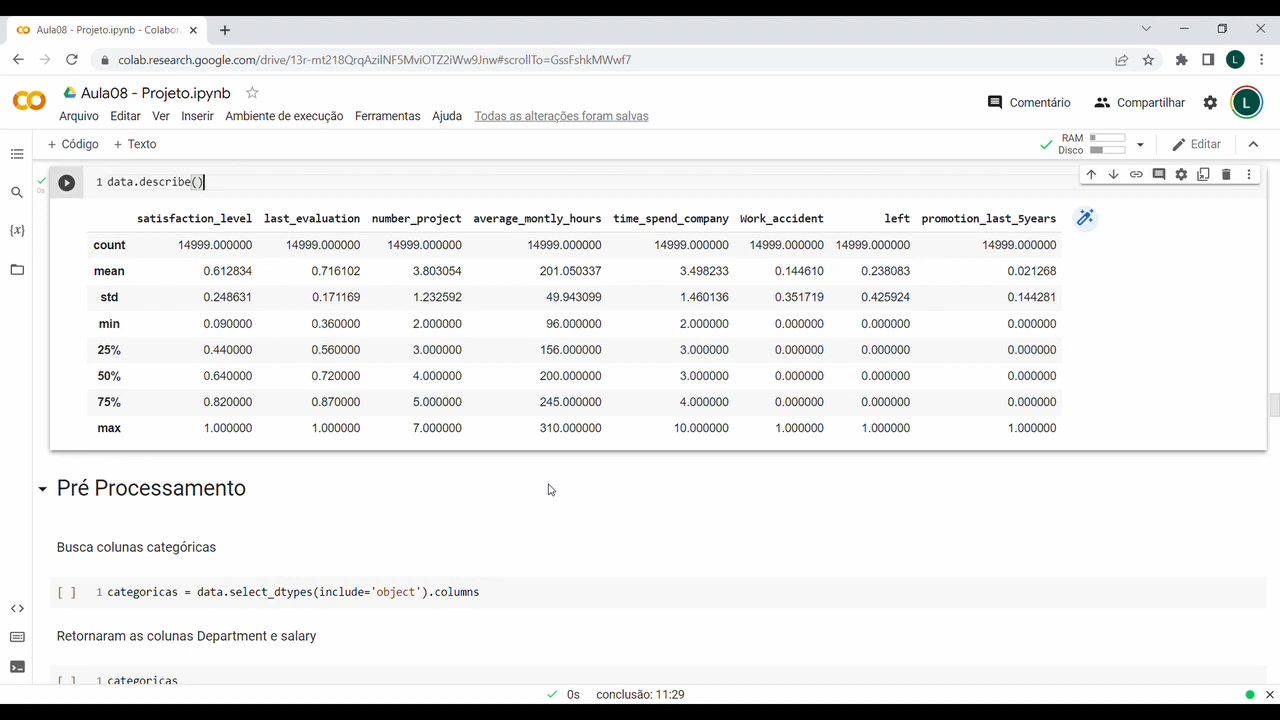 Aula08 - Projeto.ipynb - Colabor
colab.research.google.com/drive/13r-mt218QrqAzilNF5MviOTZ2iWw9Jnw#scrollTo=GssFshkMWwf7
L
Aula08 - Projeto.ipynb
Comentário Compartilhar L
Arquivo Editar Ver Inserir Ambiente de execução Ferramentas Ajuda Todas as alterações foram salvas
+ Código + Texto
RAM
Disco
Editar
0s
1 data.describe()
satisfaction_level last_evaluation number_project average_montly_hours time_spend_company Work_accident left promotion_last_5years
count 14999.000000 14999.000000 14999.000000 14999.000000 14999.000000 14999.000000 14999.000000 14999.000000
mean 0.612834 0.716102 3.803054 201.050337 3.498233 0.144610 0.238083 0.021268
std 0.248631 0.171169 1.232592 49.943099 1.460136 0.351719 0.425924 0.144281
min 0.090000 0.360000 2.000000 96.000000 2.000000 0.000000 0.000000 0.000000
25% 0.440000 0.560000 3.000000 156.000000 3.000000 0.000000 0.000000 0.000000
50% 0.640000 0.720000 4.000000 200.000000 3.000000 0.000000 0.000000 0.000000
75% 0.820000 0.870000 5.000000 245.000000 4.000000 0.000000 0.000000 0.000000
max 1.000000 1.000000 7.000000 310.000000 10.000000 1.000000 1.000000 1.000000
Pré Processamento
Busca colunas categóricas
[ ] 1 categoricas = data.select_dtypes(include='object').columns
Retornaram as colunas Department e salary
[ ] 1 categoricas
0s conclusão: 11:29